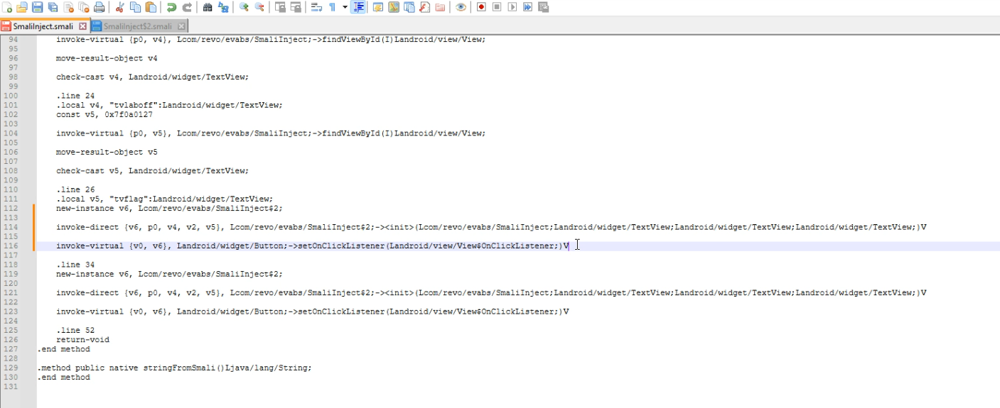 SmaliInject.smali SmaliInject$2.smali
94 invoke-virtual {p0, v4}, Lcom/revo/evabs/SmaliInject;->findViewById(I)Landroid/view/View;
95
96 move-result-object v4
97
98 check-cast v4, Landroid/widget/TextView;
99
100 .line 24
101 .local v4, "tvlaboff":Landroid/widget/TextView;
102 const v5, 0x7f0a0127
103
104 invoke-virtual {p0, v5}, Lcom/revo/evabs/SmaliInject;->findViewById(I)Landroid/view/View;
105
106 move-result-object v5
107
108 check-cast v5, Landroid/widget/TextView;
109
110 .line 26
111 .local v5, "tvflag":Landroid/widget/TextView;
112 new-instance v6, Lcom/revo/evabs/SmaliInject$2;
113
114 invoke-direct {v6, p0, v4, v2, v5}, Lcom/revo/evabs/SmaliInject$2;-><init>(Lcom/revo/evabs/SmaliInject;Landroid/widget/TextView;Landroid/widget/TextView;Landroid/widget/TextView;)V
115
116 invoke-virtual {v0, v6}, Landroid/widget/Button;->setOnClickListener(Landroid/view/View$OnClickListener;)V
117
118 .line 34
119 new-instance v6, Lcom/revo/evabs/SmaliInject$2;
120
121 invoke-direct {v6, p0, v4, v2, v5}, Lcom/revo/evabs/SmaliInject$2;-><init>(Lcom/revo/evabs/SmaliInject;Landroid/widget/TextView;Landroid/widget/TextView;Landroid/widget/TextView;)V
122
123 invoke-virtual {v0, v6}, Landroid/widget/Button;->setOnClickListener(Landroid/view/View$OnClickListener;)V
124
125 .line 52
126 return-void
127 .end method
128
129 .method public native stringFromSmali()Ljava/lang/String;
130 .end method
131